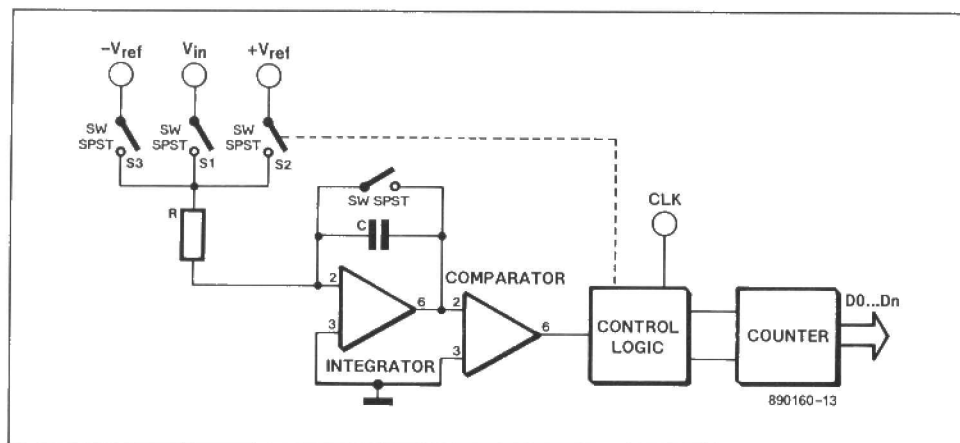 −Vref
Vin
+Vref
SW
SPST
S3
SW
SPST
S1
SW
SPST
S2
SW SPST
CLK
R
C
COMPARATOR
2
6
2
D0...Dn
3
3
6
CONTROL
LOGIC
COUNTER
INTEGRATOR
890160-13